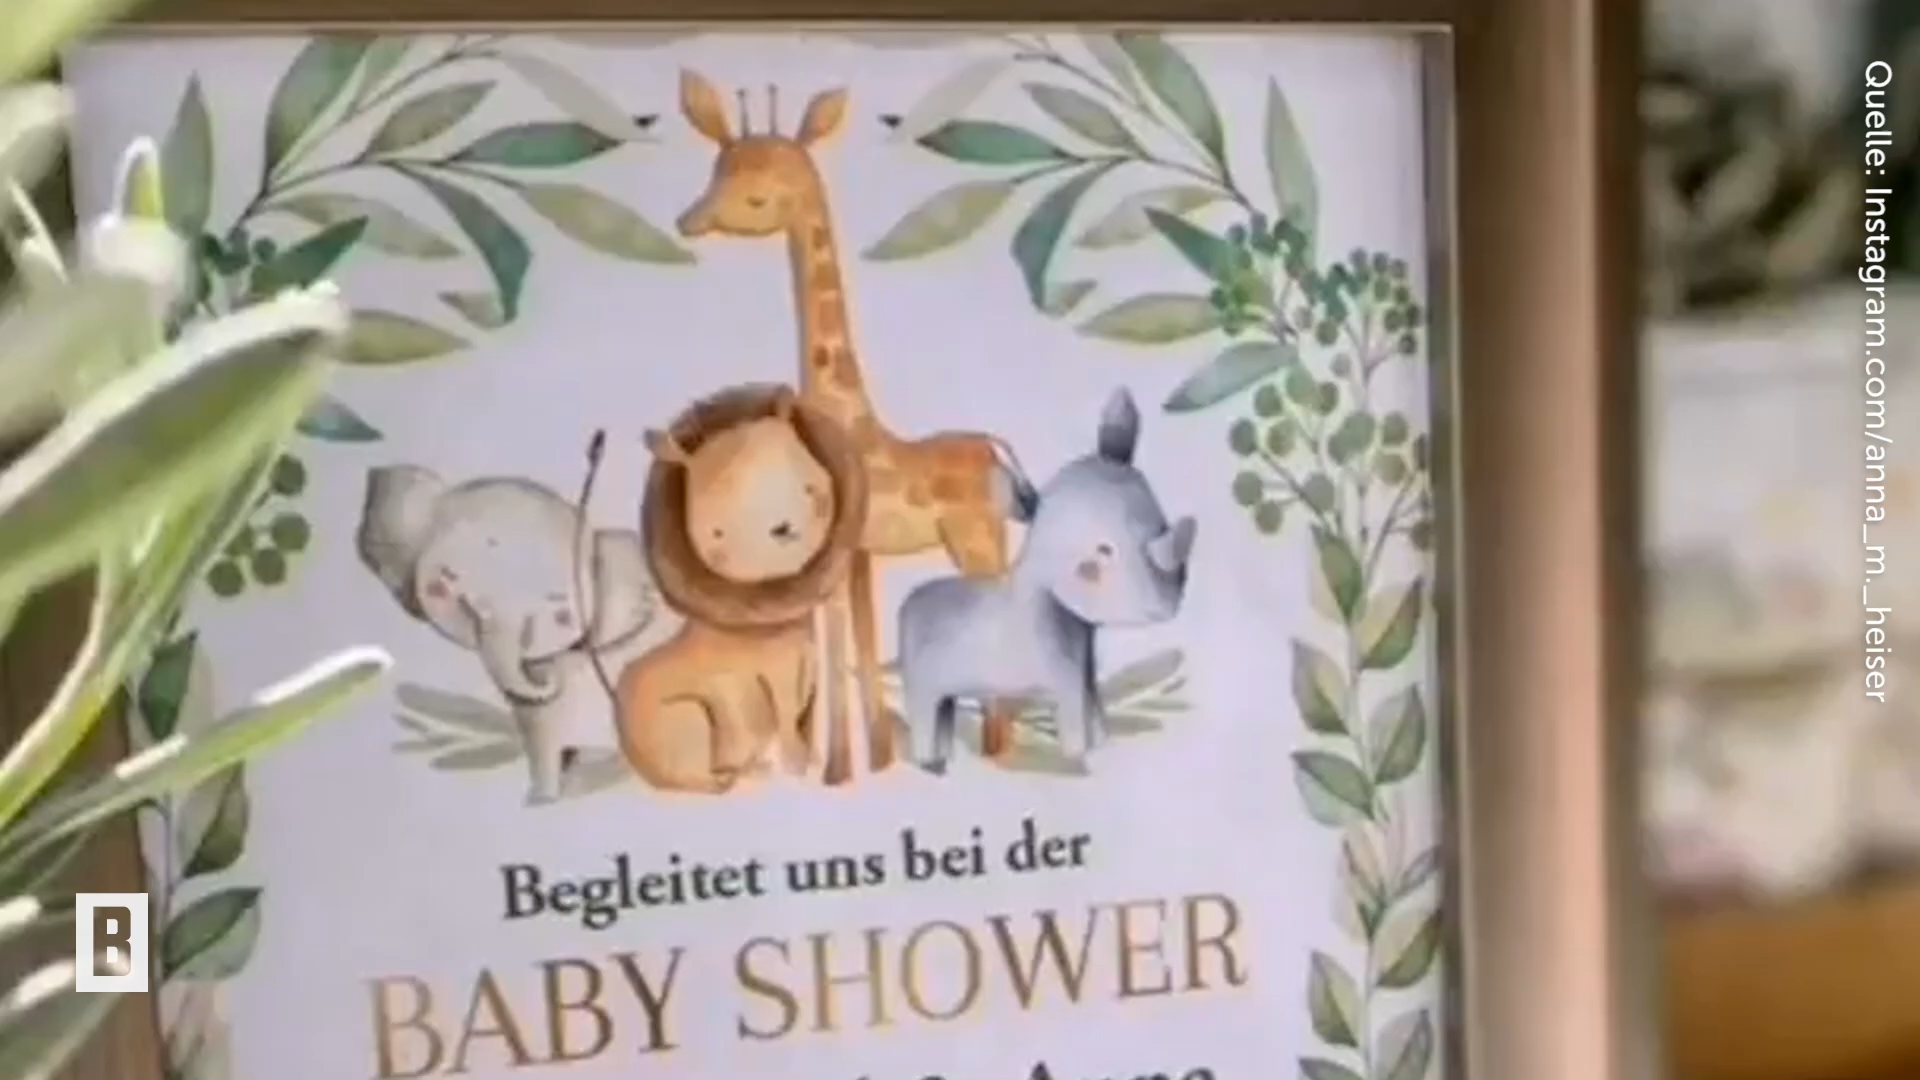 Begleitet uns bei der
BABY SHOWER
Quelle: Instagram.com/anna_m._heiser
B